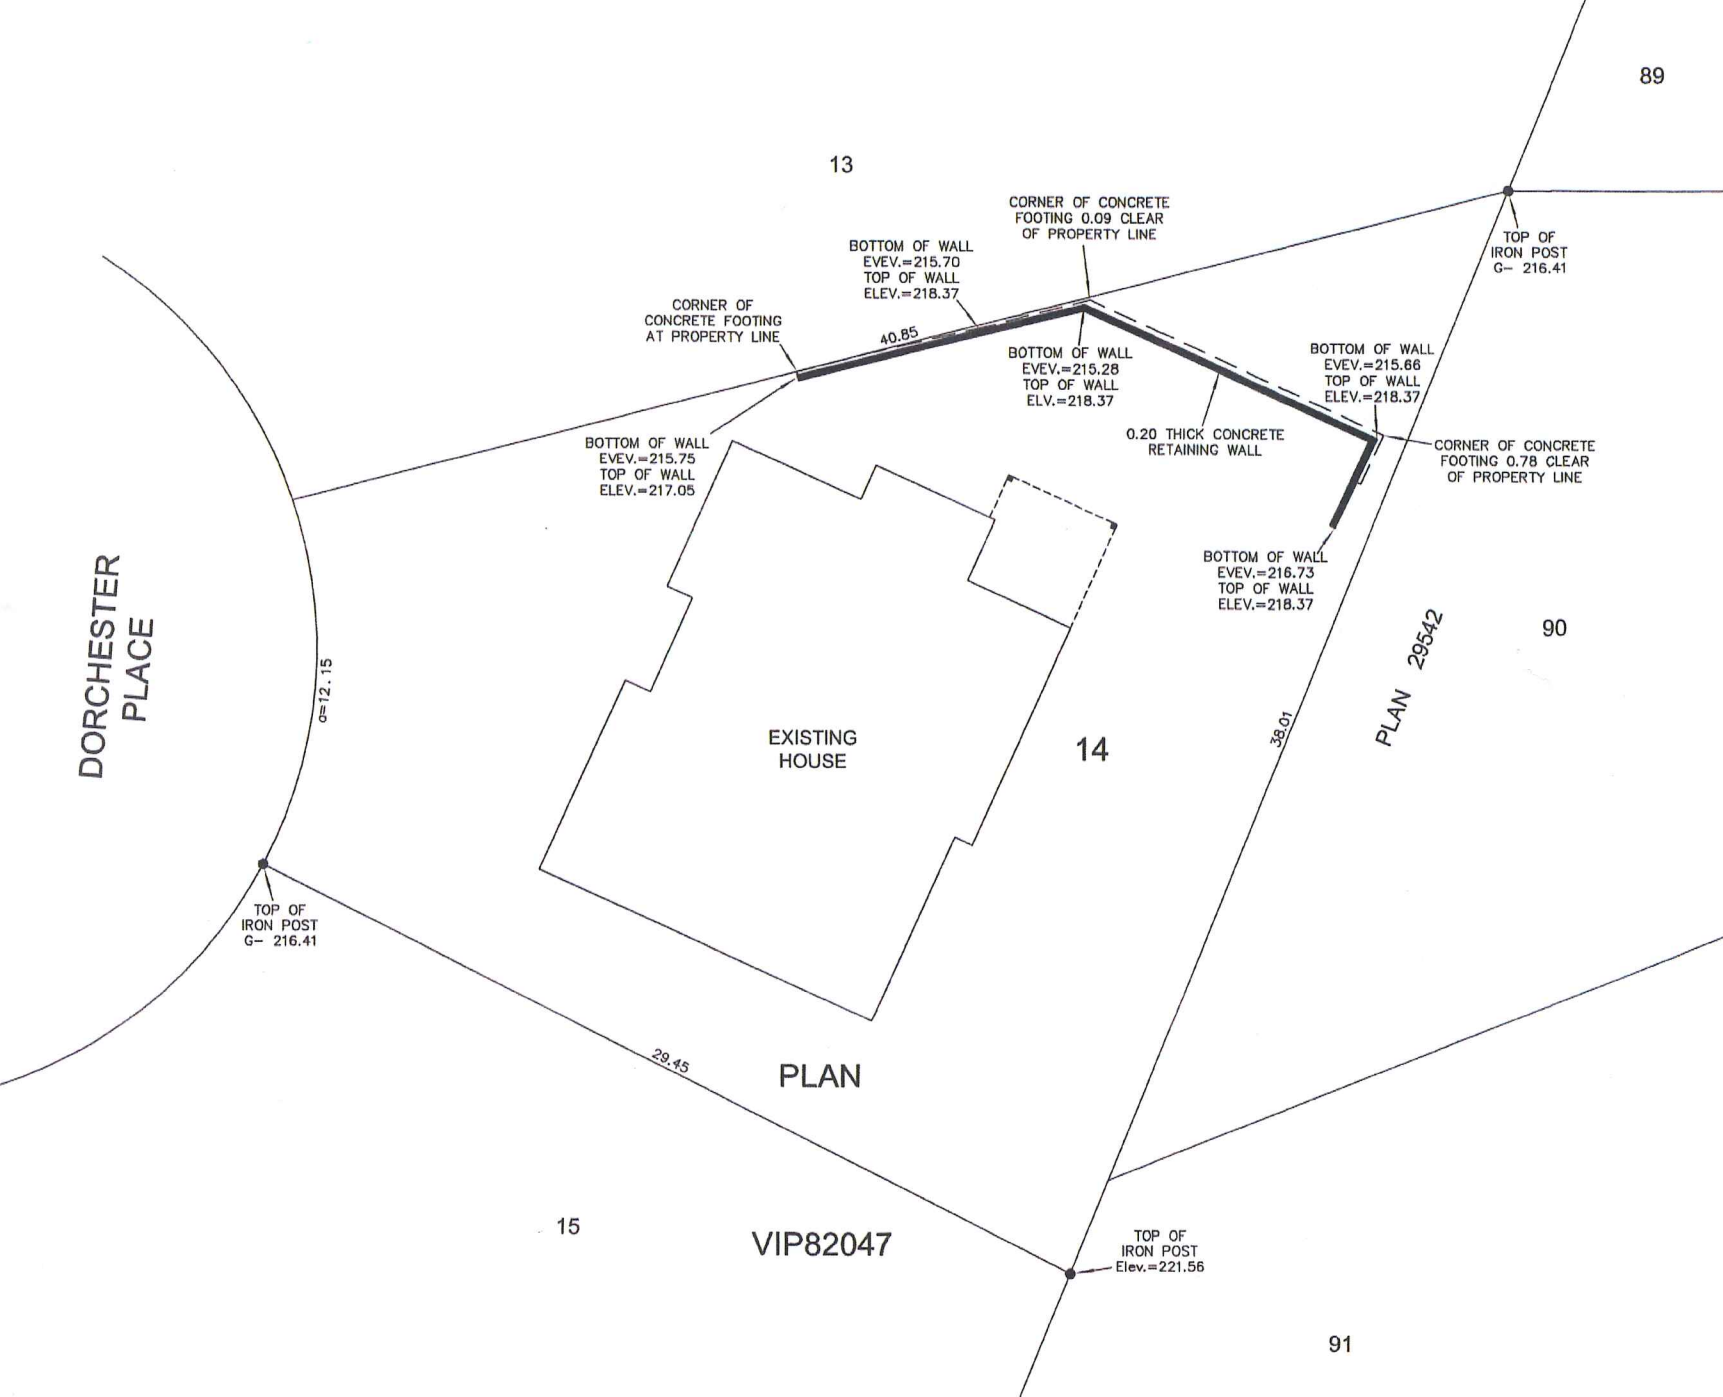 89
13
CORNER OF CONCRETE
FOOTING 0.09 CLEAR
OF PROPERTY LINE
TOP OF
IRON POST
G- 216.41
BOTTOM OF WALL
EVEV.=215.70
TOP OF WALL
ELEV.=218.37
CORNER OF
CONCRETE FOOTING
AT PROPERTY LINE
40.85
BOTTOM OF WALL
EVEV.=215.28
TOP OF WALL
ELV.=218.37
BOTTOM OF WALL
EVEV.=215.66
TOP OF WALL
ELEV.=218.37
0.20 THICK CONCRETE
RETAINING WALL
CORNER OF CONCRETE
FOOTING 0.78 CLEAR
OF PROPERTY LINE
BOTTOM OF WALL
EVEV.=215.75
TOP OF WALL
ELEV.=217.05
BOTTOM OF WALL
EVEV.=216.73
TOP OF WALL
ELEV.=218.37
DORCHESTER
PLACE
a=12.15
EXISTING
HOUSE
14
38.01
PLAN 29542
90
TOP OF
IRON POST
G- 216.41
29.45
PLAN
15
VIP82047
TOP OF
IRON POST
Elev.=221.56
91